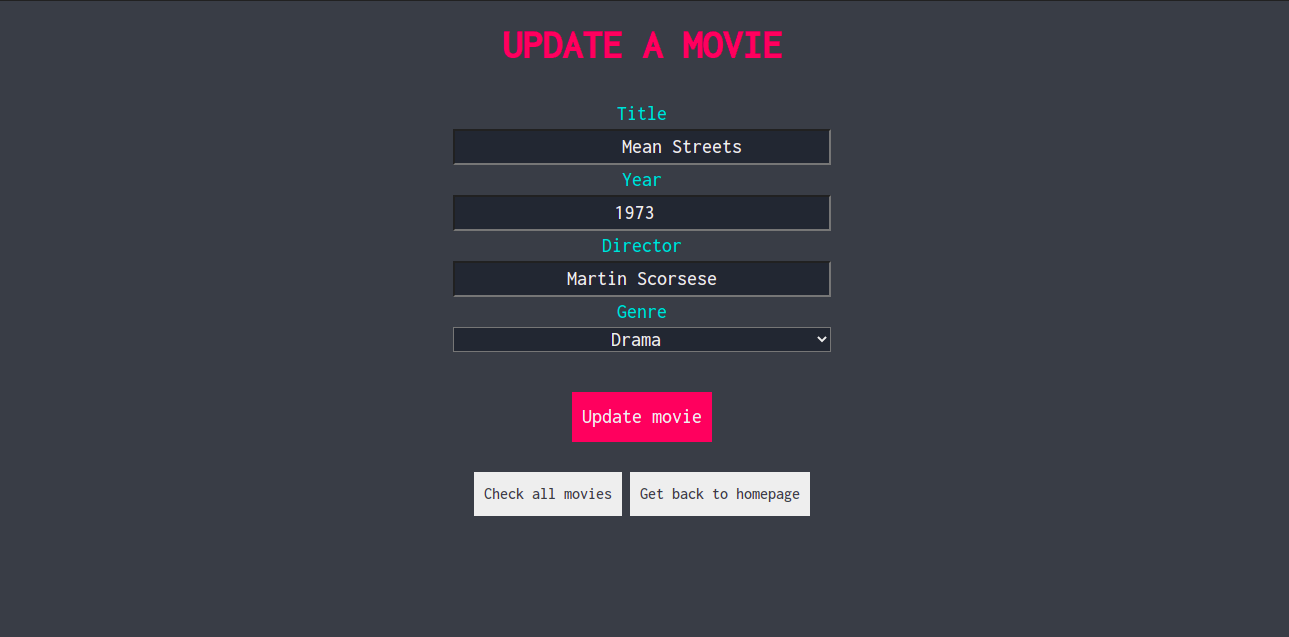 UPDATE A MOVIE
Title
Mean Streets
Year
1973
Director
Martin Scorsese
Genre
Drama
Update movie
Check all movies Get back to homepage